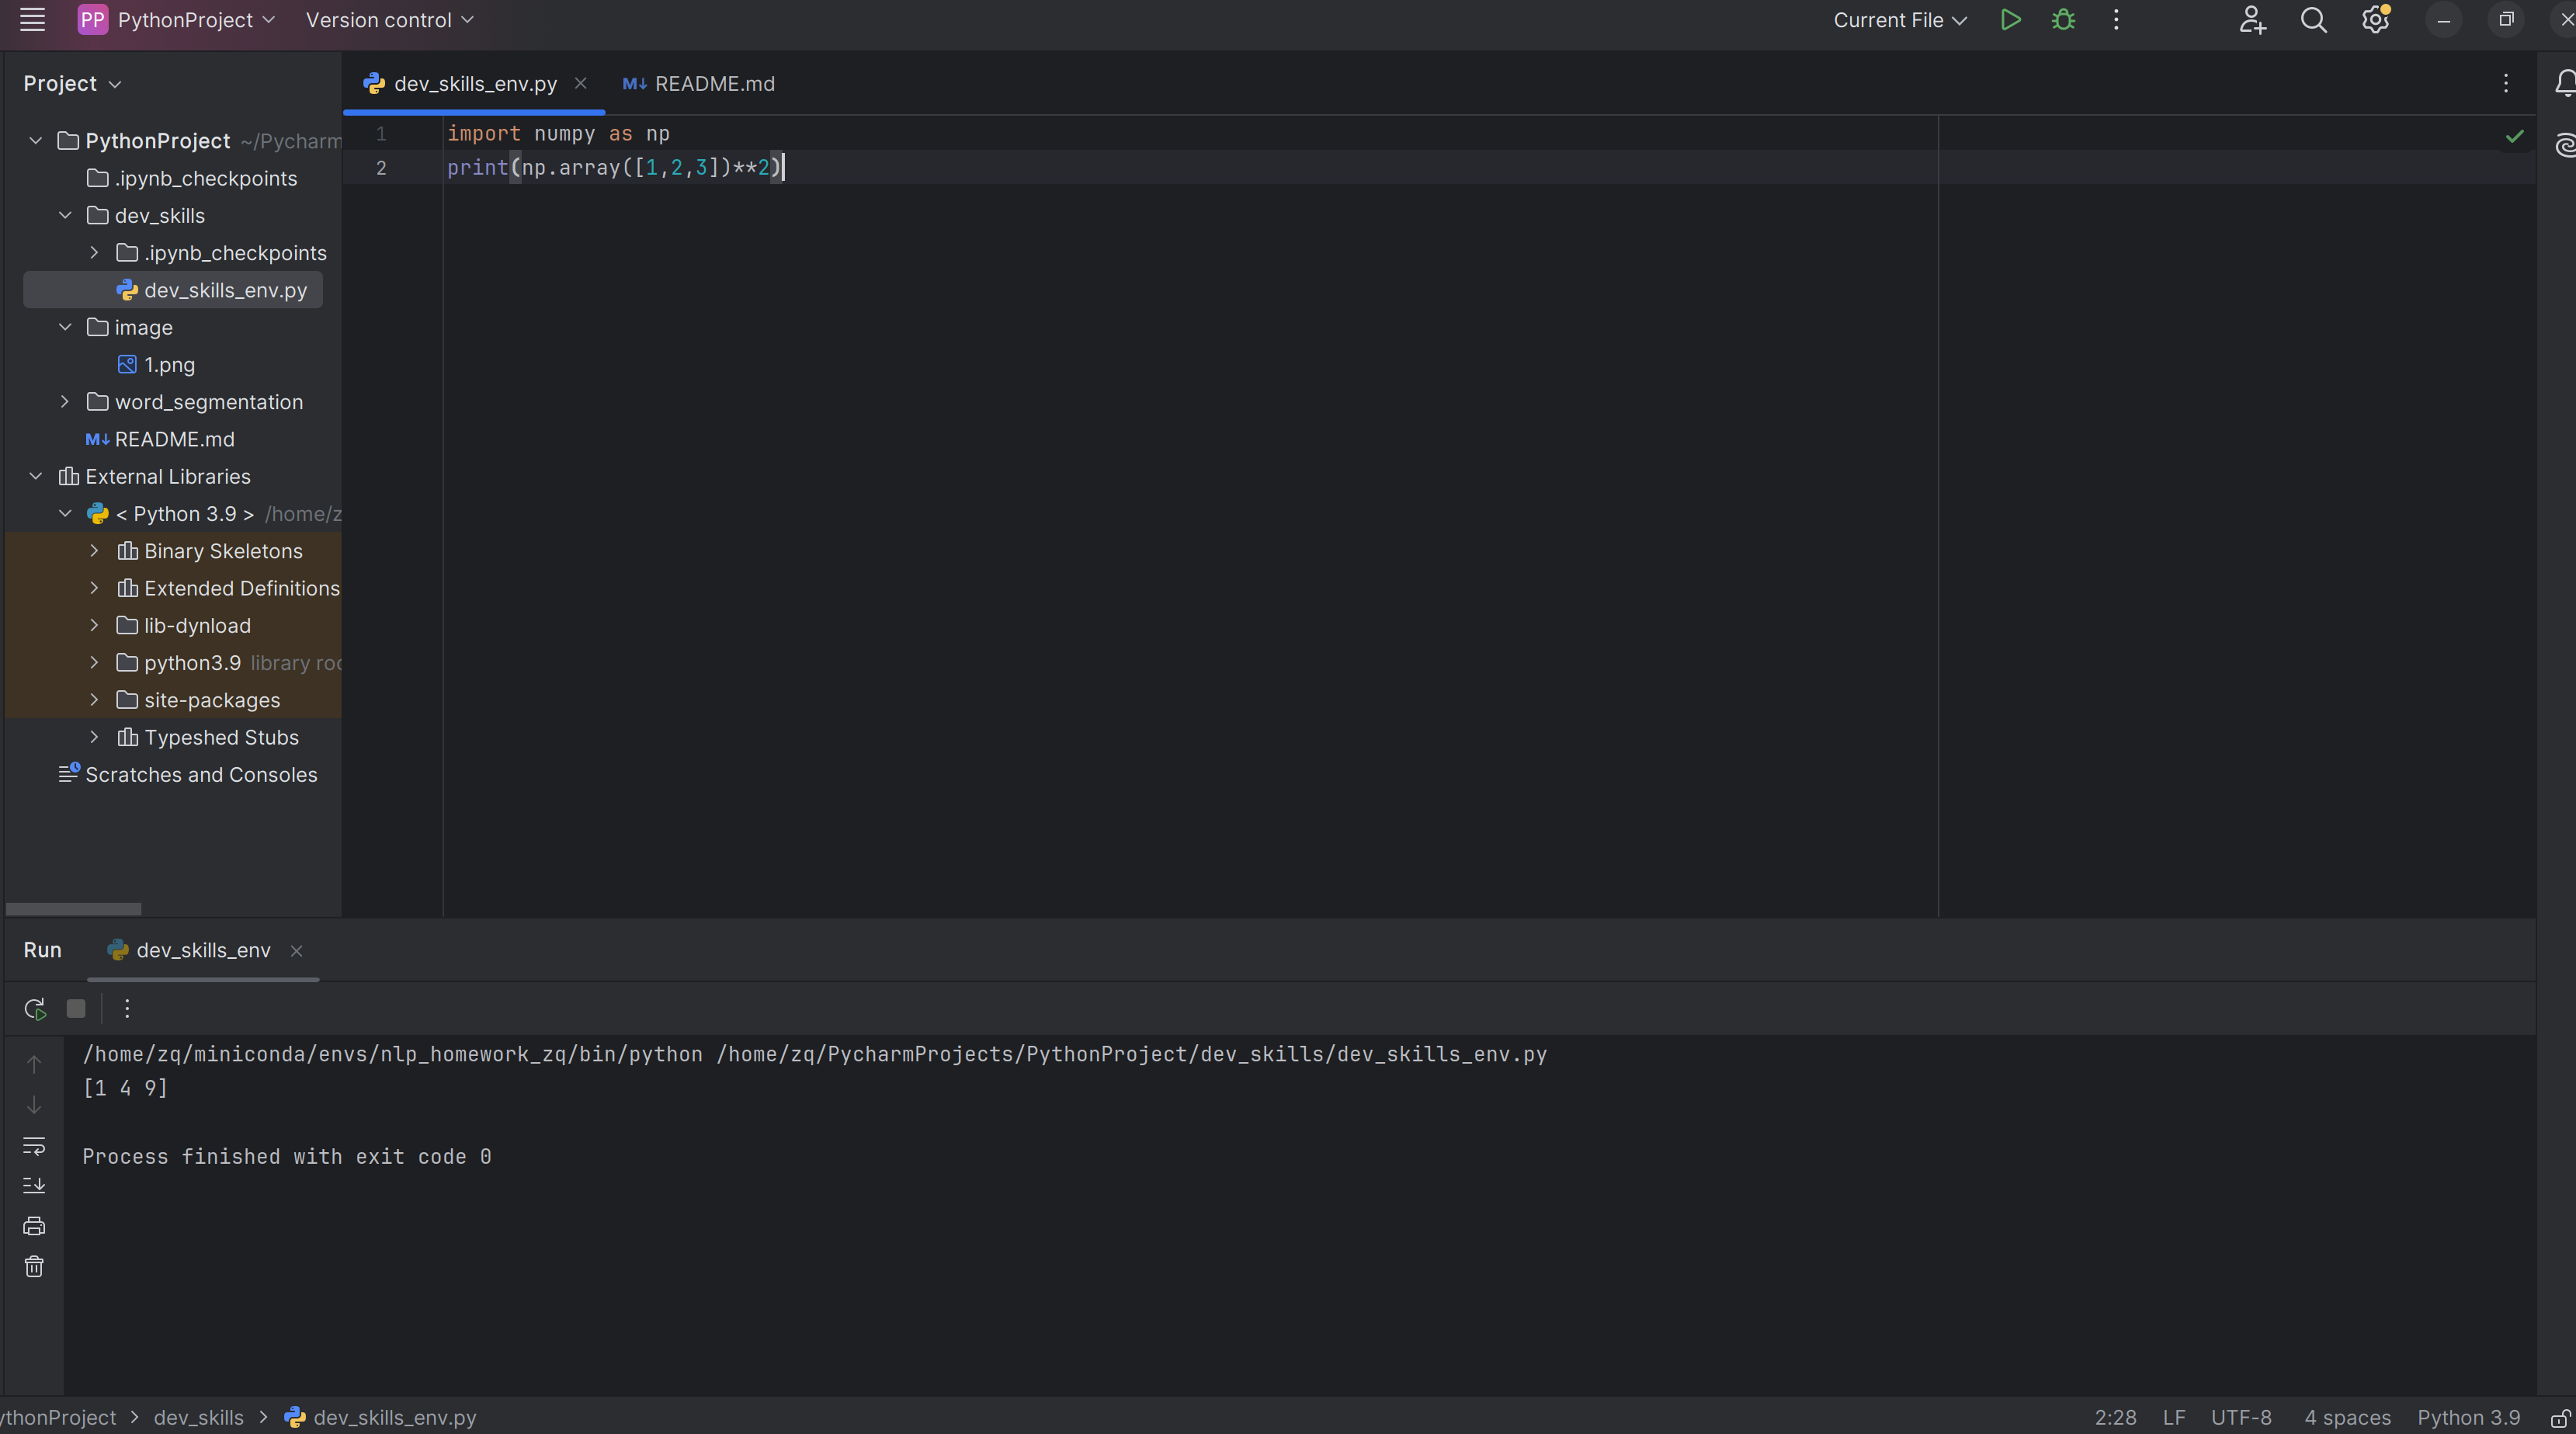 PP PythonProject Version control Current File
Project
dev_skills_env.py README.md
PythonProject ~/Pycharm
.ipynb_checkpoints
dev_skills
.ipynb_checkpoints
dev_skills_env.py
image
1.png
word_segmentation
M↓ README.md
External Libraries
< Python 3.9 > /home/z
Binary Skeletons
Extended Definitions
lib-dynload
python3.9 library roo
site-packages
Typeshed Stubs
Scratches and Consoles
1 import numpy as np
2 print(np.array([1,2,3])**2)
Run dev_skills_env
/home/zq/miniconda/envs/nlp_homework_zq/bin/python /home/zq/PycharmProjects/PythonProject/dev_skills/dev_skills_env.py
[1 4 9]
Process finished with exit code 0
ythonProject > dev_skills > dev_skills_env.py 2:28 LF UTF-8 4 spaces Python 3.9